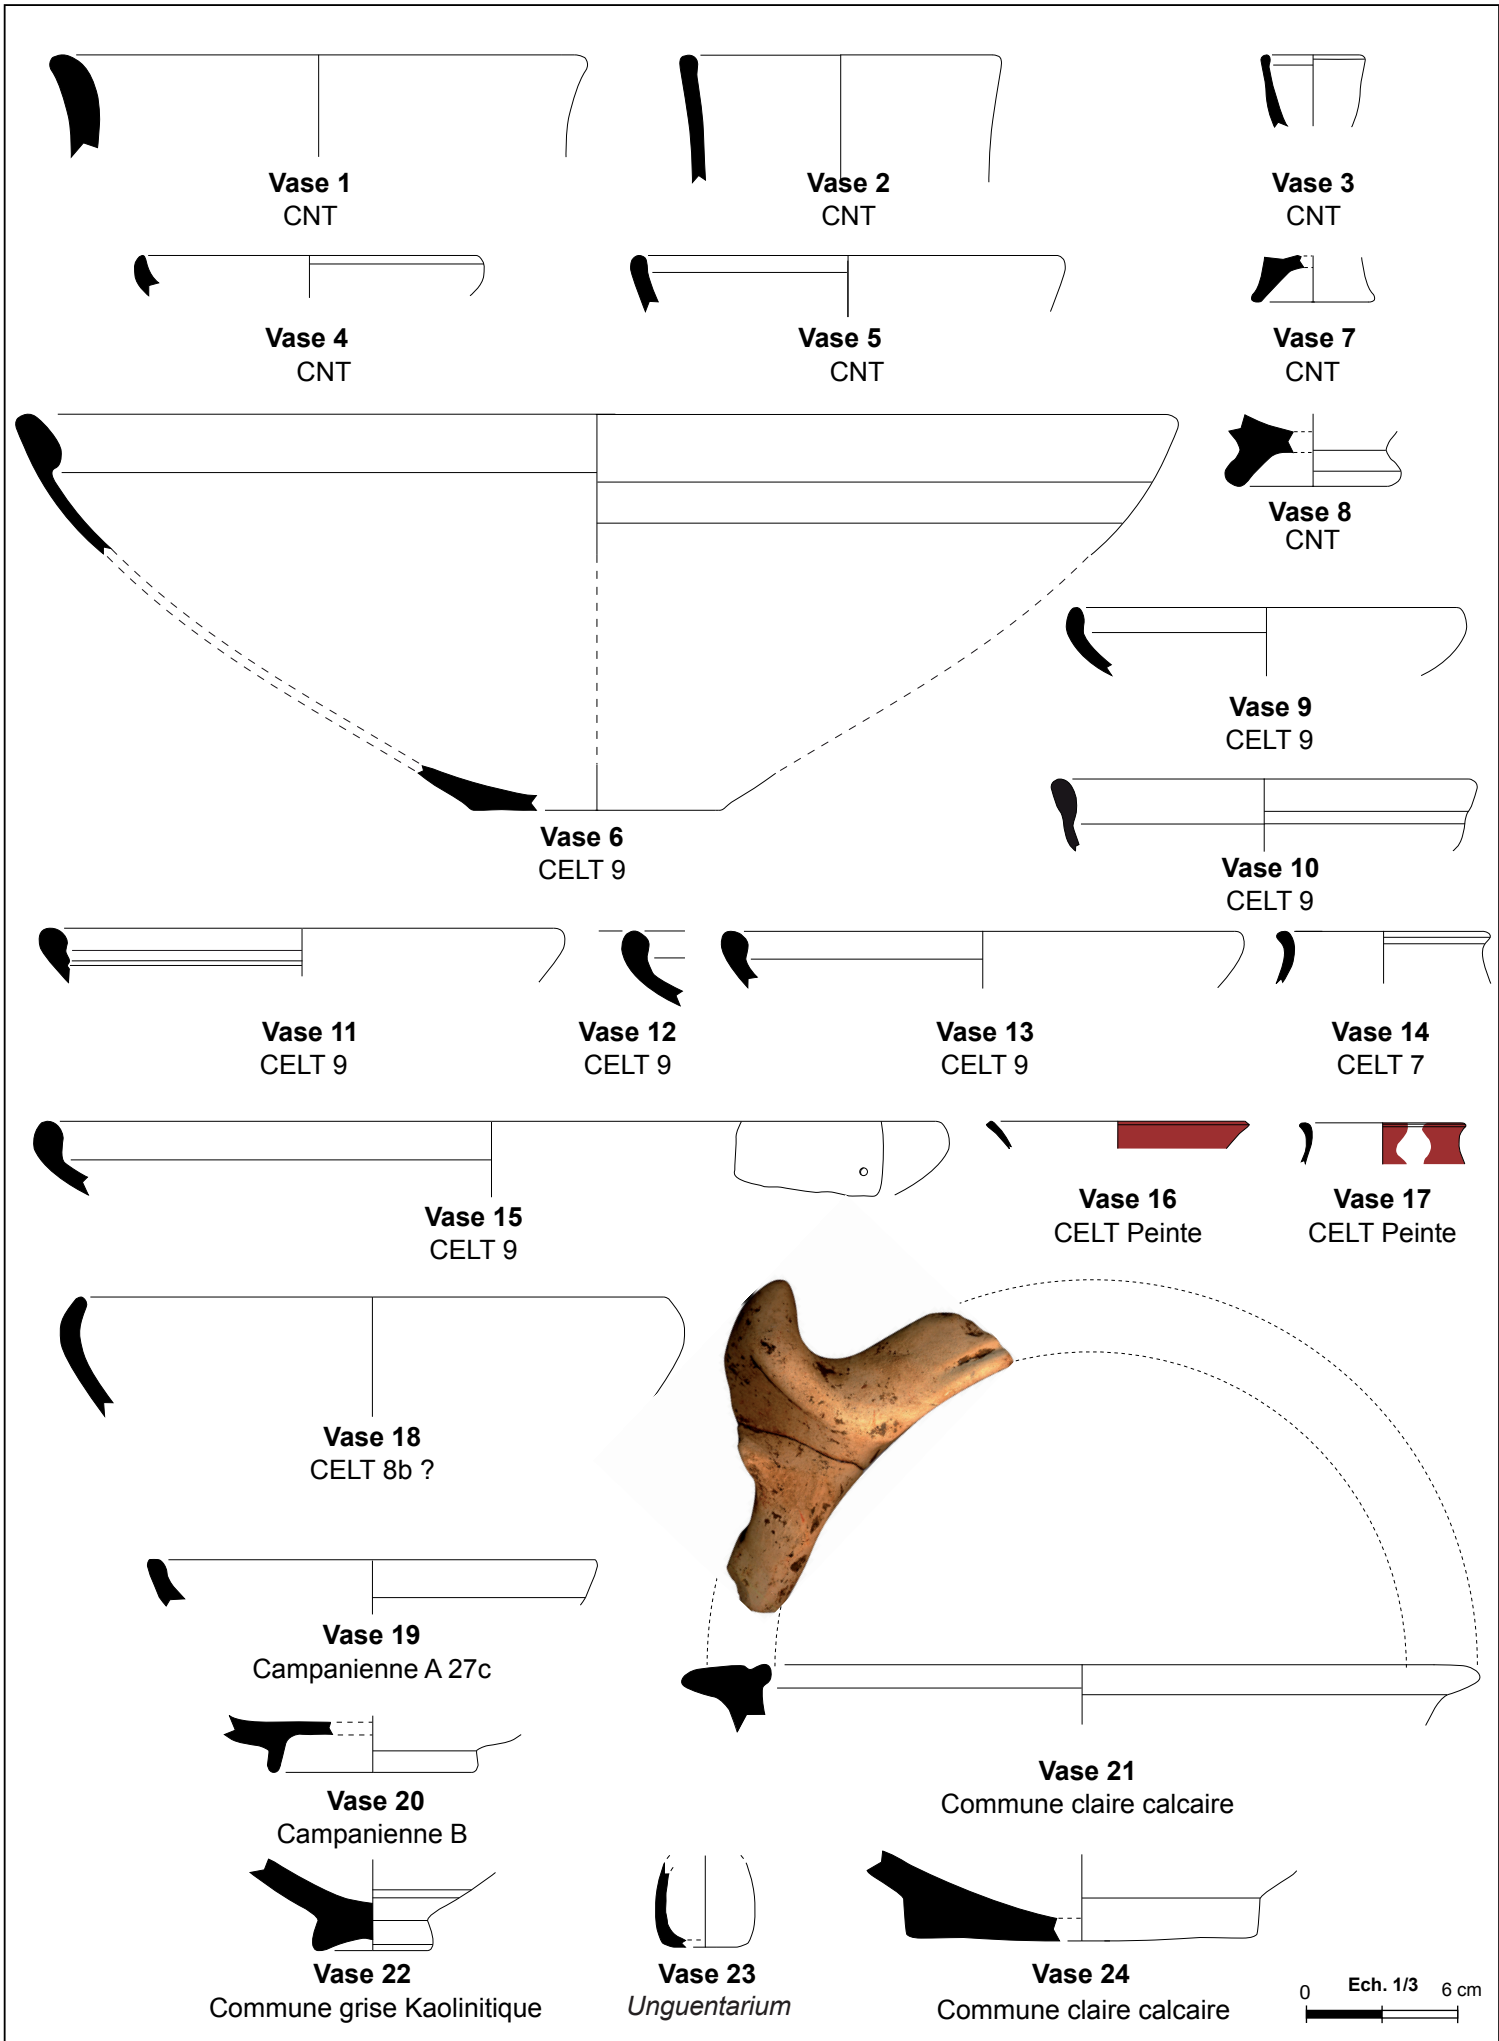 Vase 1
CNT
Vase 2
CNT
Vase 3
CNT
Vase 4
CNT
Vase 5
CNT
Vase 7
CNT
Vase 8
CNT
Vase 6
CELT 9
Vase 9
CELT 9
Vase 10
CELT 9
Vase 11
CELT 9
Vase 12
CELT 9
Vase 13
CELT 9
Vase 14
CELT 7
Vase 15
CELT 9
Vase 16
CELT Peinte
Vase 17
CELT Peinte
Vase 18
CELT 8b ?
Vase 19
Campanienne A 27c
Vase 20
Campanienne B
Vase 21
Commune claire calcaire
Vase 22
Commune grise Kaolinitique
Vase 23
Unguentarium
Vase 24
Commune claire calcaire
0 Ech. 1/3 6 cm